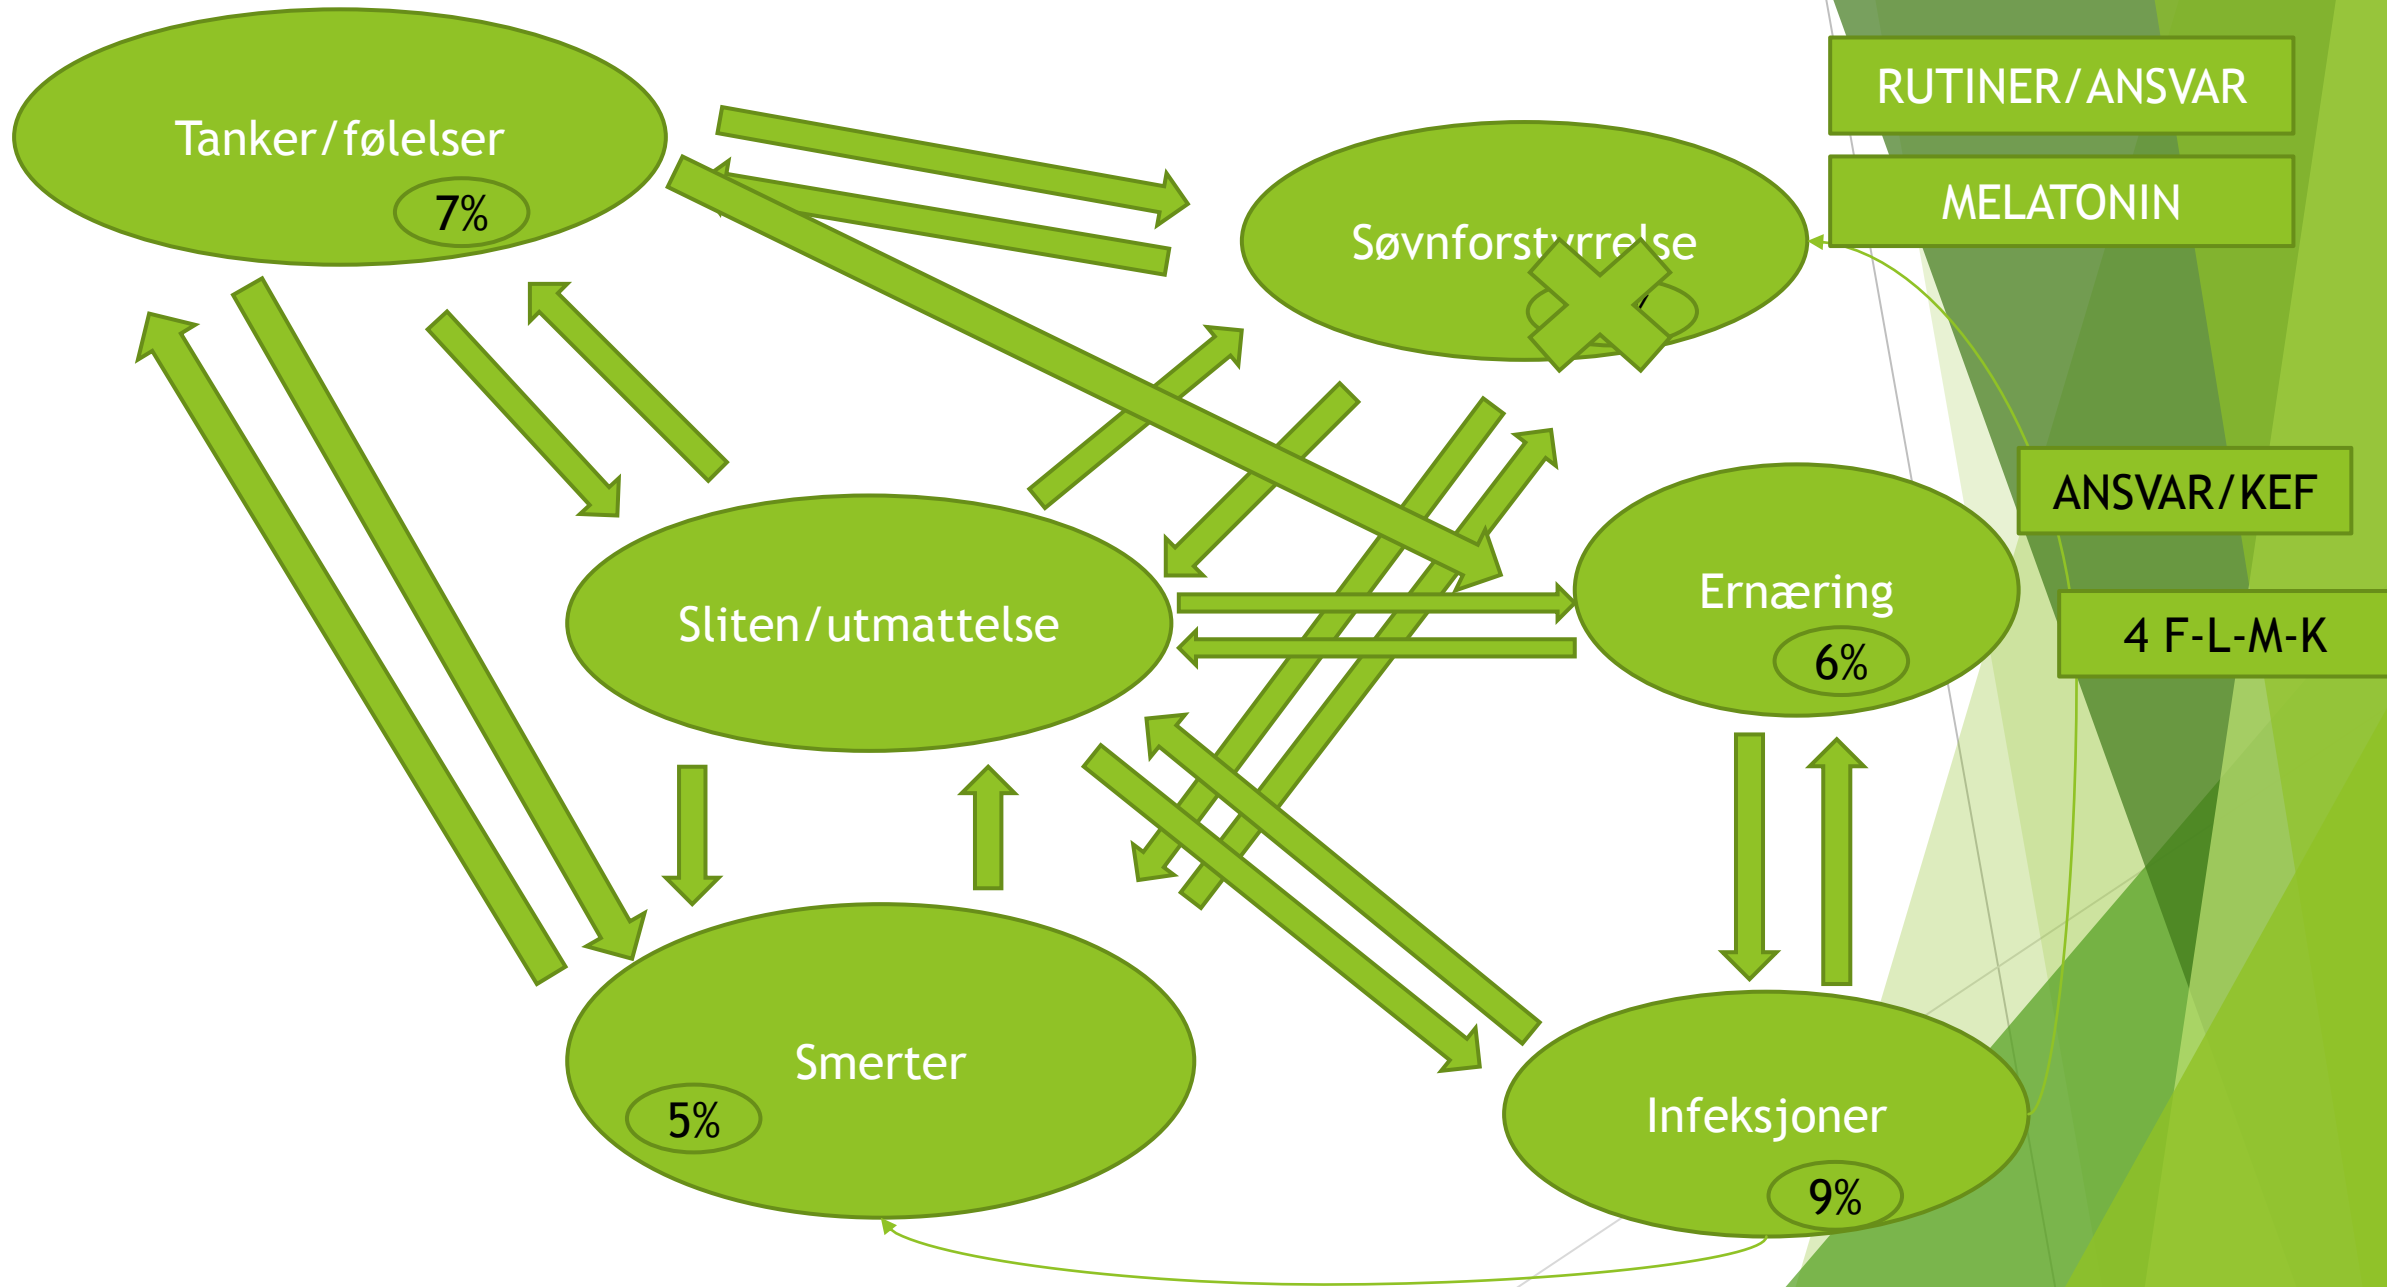 Tanker/følelser
7%
Søvnforstyrrelse
RUTINER/ANSVAR
MELATONIN
Sliten/utmattelse
Ernæring
6%
ANSVAR/KEF
4 F-L-M-K
Smerter
5%
Infeksjoner
9%